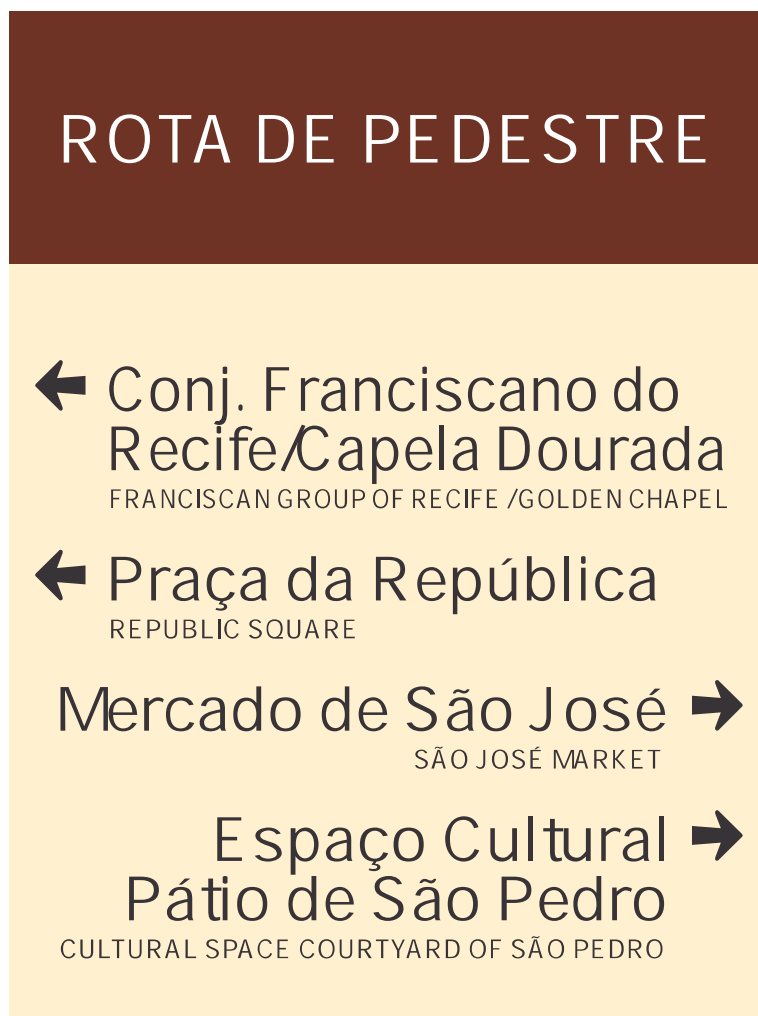 ROTA DE PEDESTRE
Conj. Franciscano do
Recife/Capela Dourada
FRANCISCAN GROUP OF RECIFE /GOLDEN CHAPEL
Praça da República
REPUBLIC SQUARE
Mercado de São José
SÃO JOSÉ MARKET
Espaço Cultural
Pátio de São Pedro
CULTURAL SPACE COURTYARD OF SÃO PEDRO